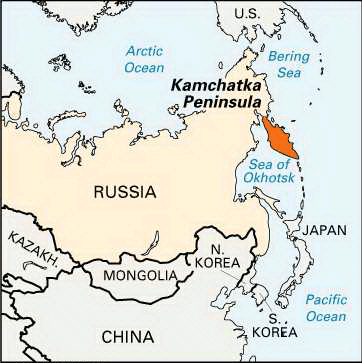 U.S.
Arctic
Ocean
Bering
Sea
Kamchatka
Peninsula
Sea of
Okhotsk
RUSSIA
JAPAN
KAZAKH.
N.
KOREA
MONGOLIA
Pacific
Ocean
S.
KOREA
CHINA